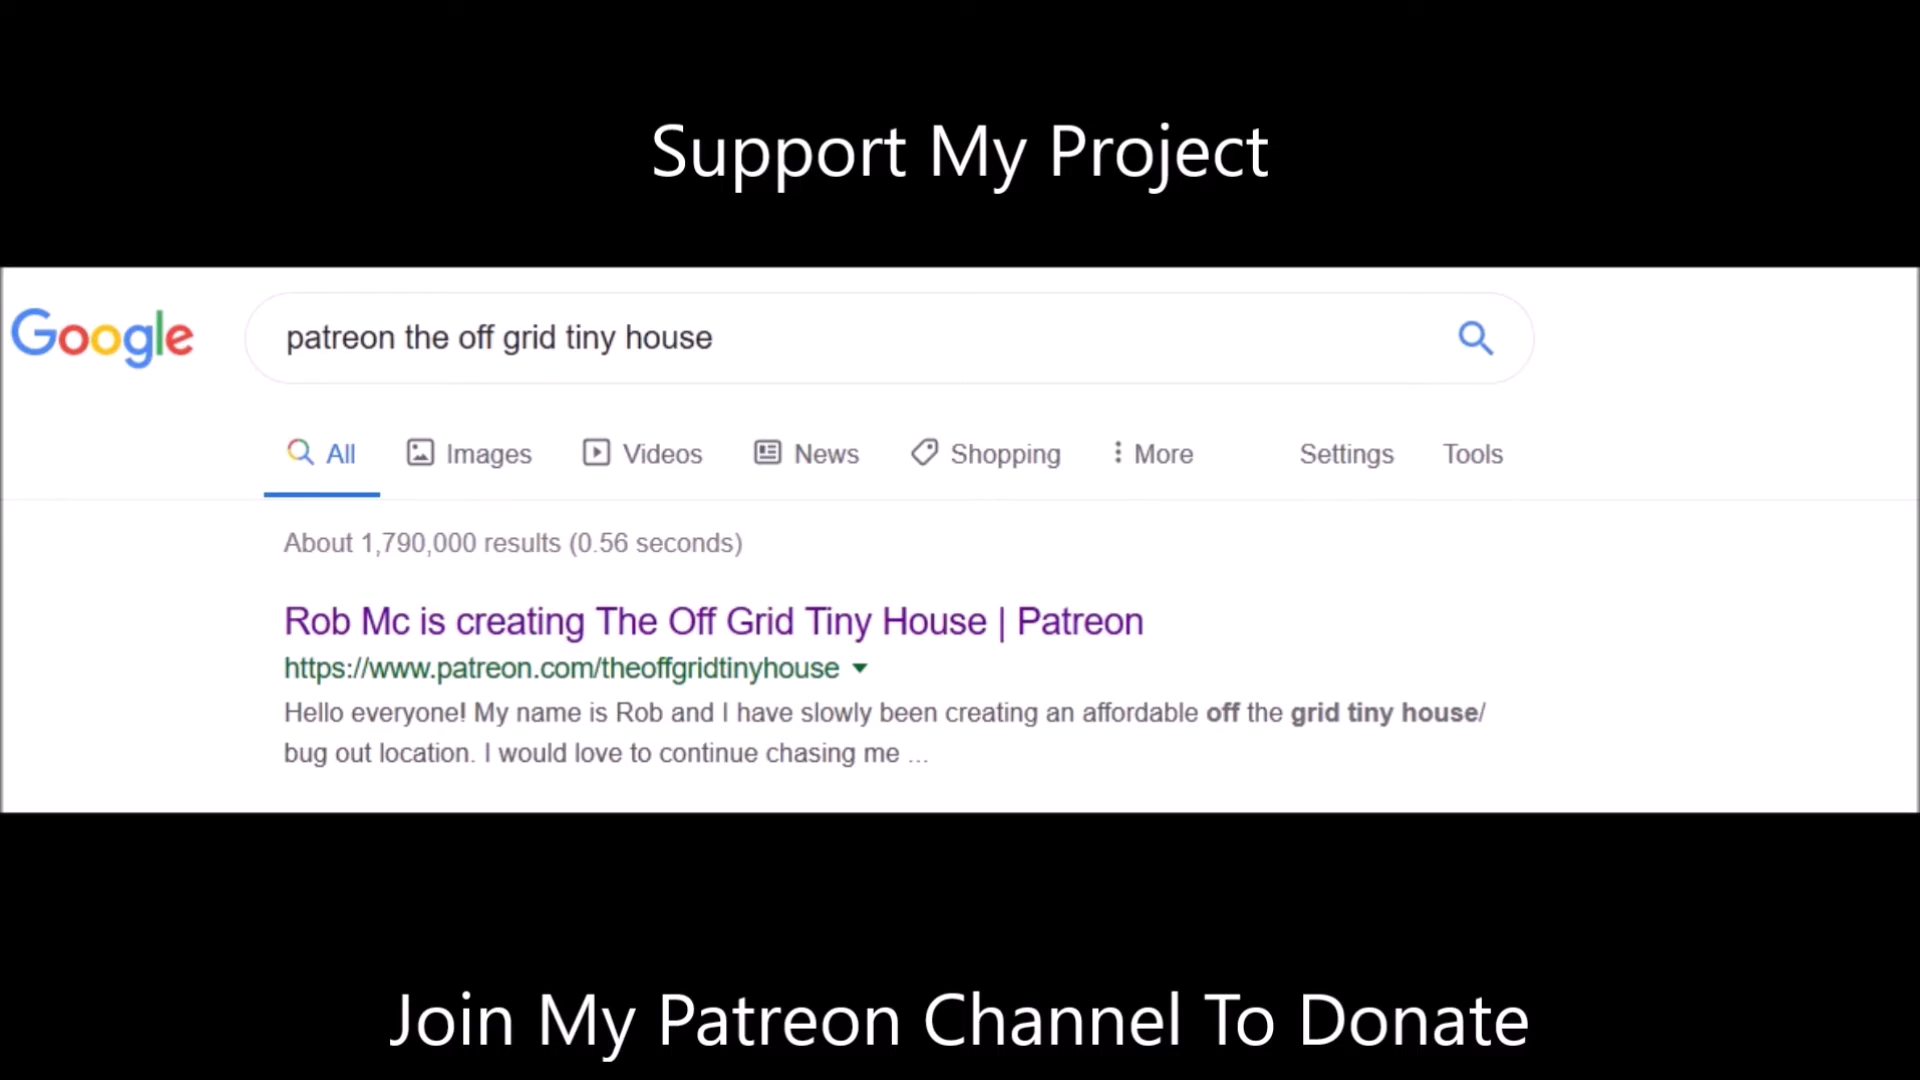 Support My Project
Google
patreon the off grid tiny house
All Images Videos News Shopping More Settings Tools
About 1,790,000 results (0.56 seconds)
Rob Mc is creating The Off Grid Tiny House | Patreon
https://www.patreon.com/theoffgridtinyhouse
Hello everyone! My name is Rob and I have slowly been creating an affordable off the grid tiny house/
bug out location. I would love to continue chasing me ...
Join My Patreon Channel To Donate